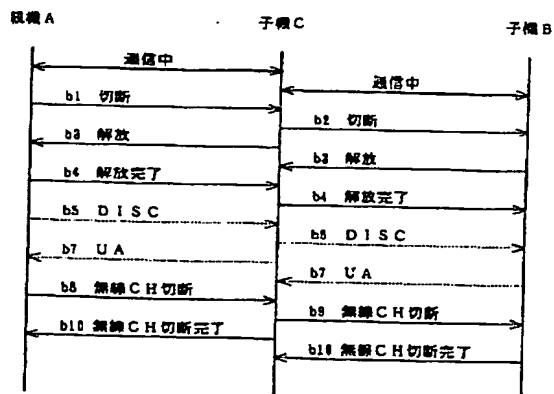 親機A
子機C
子機B
通信中
通信中
b1 切断
b2 切断
b3 解放
b3 解放
b4 解放完了
b4 解放完了
b5 DISC
b6 DISC
b7 UA
b7 UA
b8 無線CH切断
b9 無線CH切断
b10 無線CH切断完了
b10 無線CH切断完了